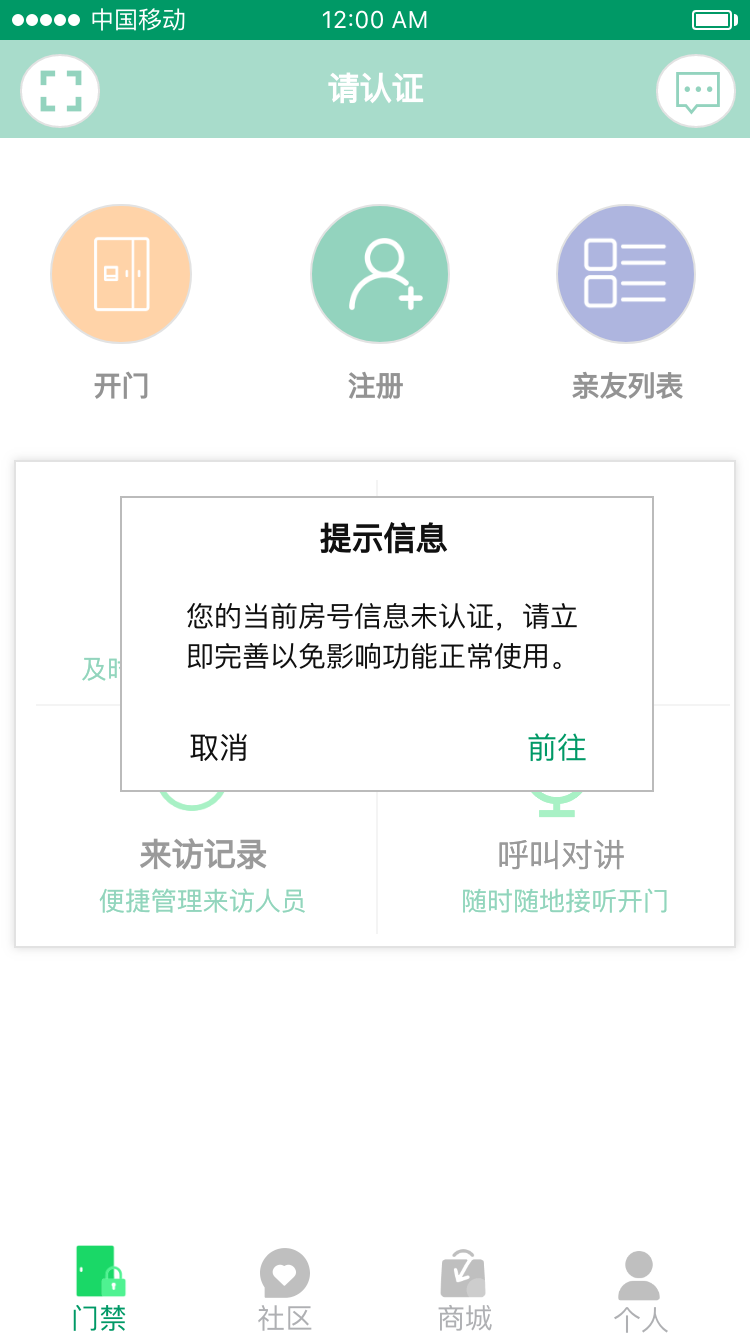 中国移动 12:00 AM
请认证
开门 注册 亲友列表
提示信息
您的当前房号信息未认证，请立
即完善以免影响功能正常使用。
及时
取消 前往
来访记录 呼叫对讲
便捷管理来访人员 随时随地接听开门
门禁 社区 商城 个人